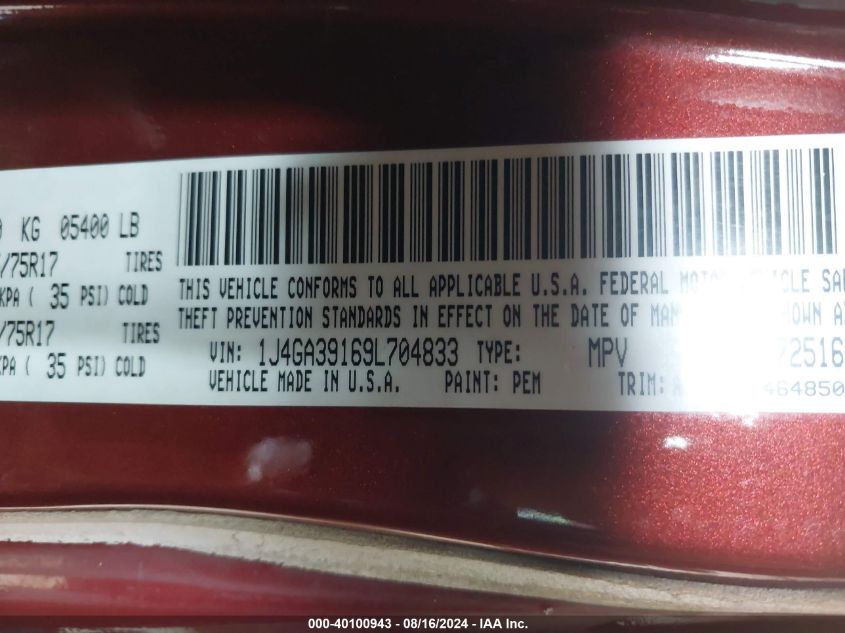 KG 05400 LB
/75R17 TIRES
KPA ( 35 PSI) COLD
/75R17 TIRES
KPA ( 35 PSI) COLD
THIS VEHICLE CONFORMS TO ALL APPLICABLE U.S.A. FEDERAL
THEFT PREVENTION STANDARDS IN EFFECT ON THE DATE OF
VIN: 1J4GA39169L704833 TYPE: MPV 72516
VEHICLE MADE IN U.S.A. PAINT: PEM TRIM: 464850
000-40100943 - 08/16/2024 - IAA Inc.